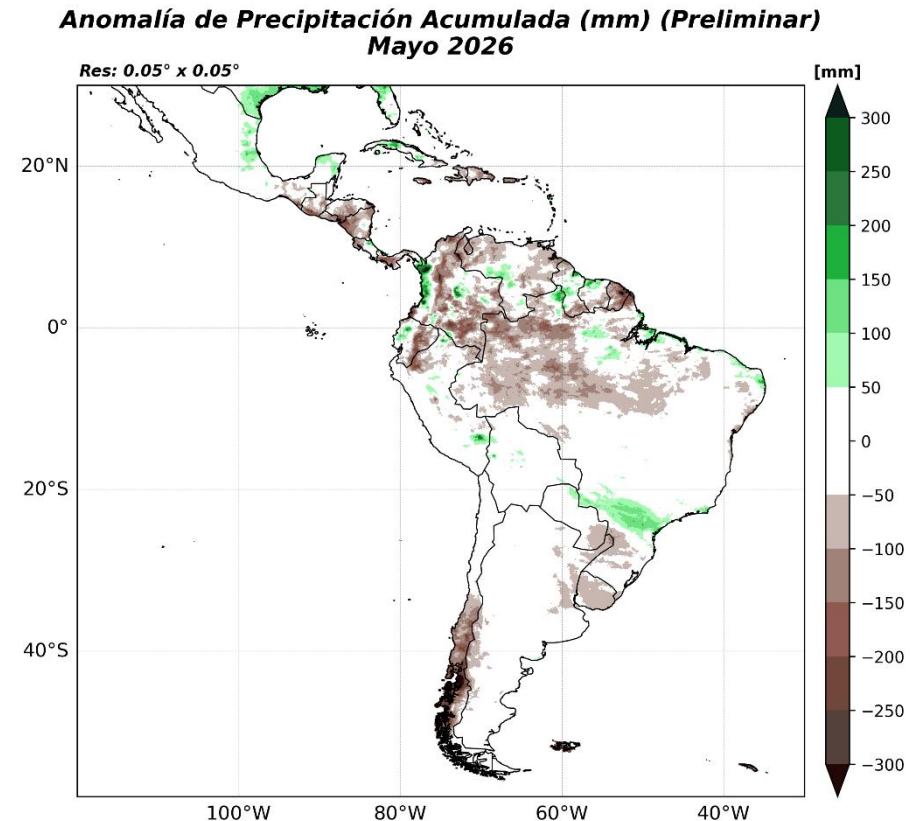 Anomalía de Precipitación Acumulada (mm) (Preliminar)
Mayo 2026
Res: 0.05° x 0.05°
[mm]
300
250
200
150
100
50
0
−50
−100
−150
−200
−250
−300
20°N
0°
20°S
40°S
100°W
80°W
60°W
40°W